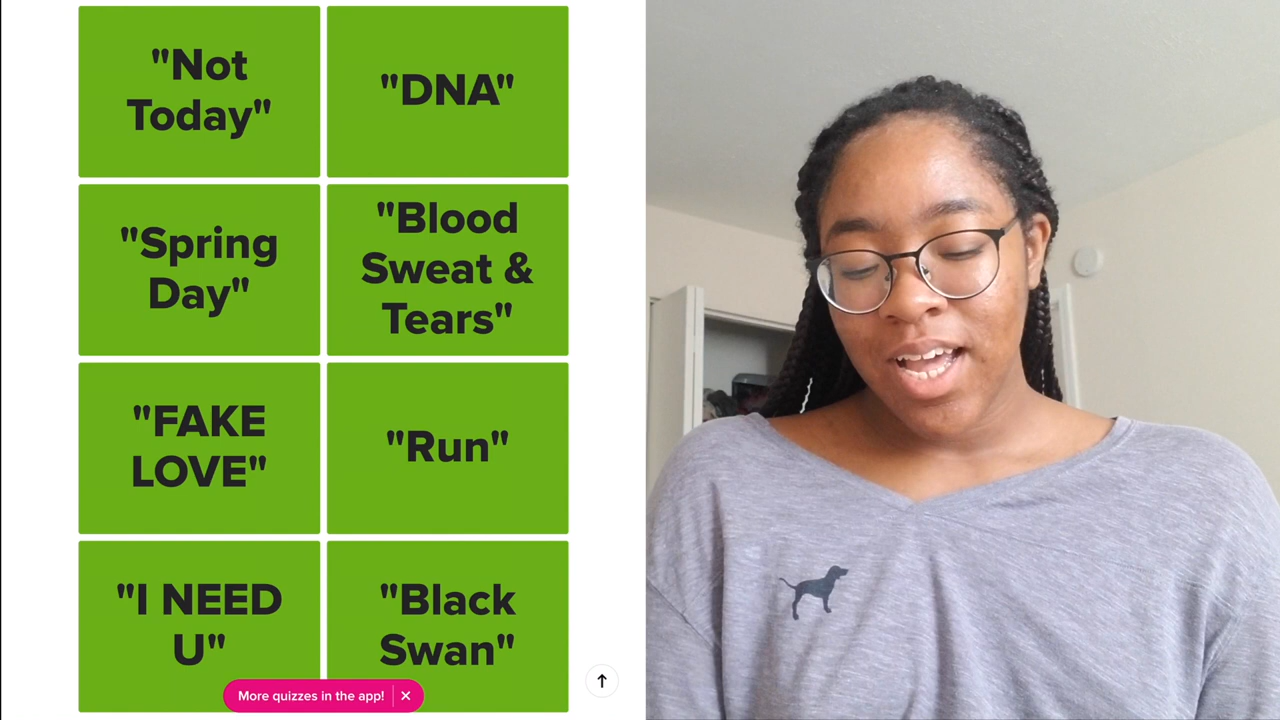 "Not
Today"
"DNA"
"Spring
Day"
"Blood
Sweat &
Tears"
"FAKE
LOVE"
"Run"
"I NEED
U"
"Black
Swan"
More quizzes in the app! ✕